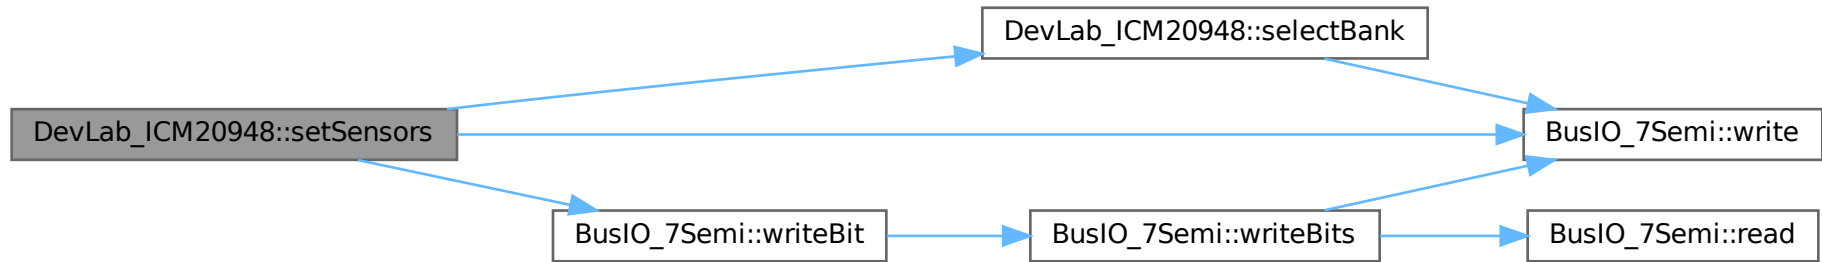 DevLab_ICM20948::selectBank
DevLab_ICM20948::setSensors
BusIO_7Semi::write
BusIO_7Semi::writeBit
BusIO_7Semi::writeBits
BusIO_7Semi::read